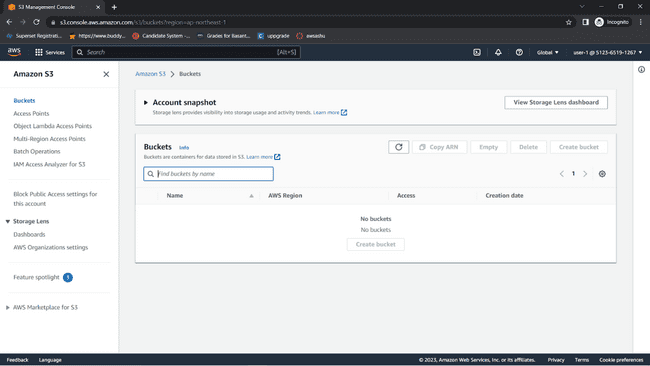 S3 Management Console
s3.console.aws.amazon.com/s3/buckets?region=ap-northeast-1
Incognito
Superset Registrati...
https://www.buddy...
Candidate System -...
Grades for Basant...
uppgrade
awsasbu
aws
Services
Search
[Alt+S]
Global
user-1 @ 5123-6519-1267
Amazon S3
Buckets
Access Points
Object Lambda Access Points
Multi-Region Access Points
Batch Operations
IAM Access Analyzer for S3
Block Public Access settings for
this account
Storage Lens
Dashboards
AWS Organizations settings
Feature spotlight
AWS Marketplace for S3
Amazon S3 > Buckets
Account snapshot
Storage lens provides visibility into storage usage and activity trends. Learn more
View Storage Lens dashboard
Buckets Info
Buckets are containers for data stored in S3. Learn more
Copy ARN
Empty
Delete
Create bucket
Find buckets by name
1
Name
AWS Region
Access
Creation date
No buckets
No buckets
Create bucket
Feedback
Language
© 2023, Amazon Web Services, Inc. or its affiliates.
Privacy
Terms
Cookie preferences